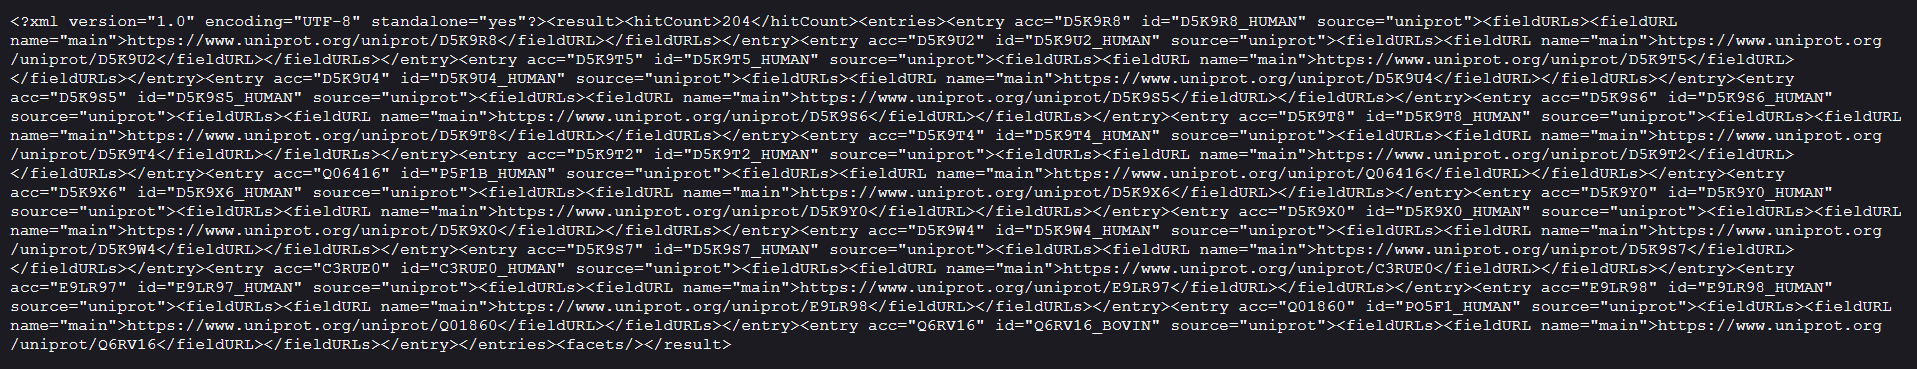 <?xml version="1.0" encoding="UTF-8" standalone="yes"?><result><hitCount>204</hitCount><entries><entry acc="D5K9R8" id="D5K9R8_HUMAN" source="uniprot"><fieldURLs><fieldURL
name="main">https://www.uniprot.org/uniprot/D5K9R8</fieldURL></fieldURLs></entry><entry acc="D5K9U2" id="D5K9U2_HUMAN" source="uniprot"><fieldURLs><fieldURL name="main">https://www.uniprot.org
/uniprot/D5K9U2</fieldURL></fieldURLs></entry><entry acc="D5K9T5" id="D5K9T5_HUMAN" source="uniprot"><fieldURLs><fieldURL name="main">https://www.uniprot.org/uniprot/D5K9T5</fieldURL>
</fieldURLs></entry><entry acc="D5K9U4" id="D5K9U4_HUMAN" source="uniprot"><fieldURLs><fieldURL name="main">https://www.uniprot.org/uniprot/D5K9U4</fieldURL></fieldURLs></entry><entry
acc="D5K9S5" id="D5K9S5_HUMAN" source="uniprot"><fieldURLs><fieldURL name="main">https://www.uniprot.org/uniprot/D5K9S5</fieldURL></fieldURLs></entry><entry acc="D5K9S6" id="D5K9S6_HUMAN"
source="uniprot"><fieldURLs><fieldURL name="main">https://www.uniprot.org/uniprot/D5K9S6</fieldURL></fieldURLs></entry><entry acc="D5K9T8" id="D5K9T8_HUMAN" source="uniprot"><fieldURLs><fieldURL
name="main">https://www.uniprot.org/uniprot/D5K9T8</fieldURL></fieldURLs></entry><entry acc="D5K9T4" id="D5K9T4_HUMAN" source="uniprot"><fieldURLs><fieldURL name="main">https://www.uniprot.org
/uniprot/D5K9T4</fieldURL></fieldURLs></entry><entry acc="D5K9T2" id="D5K9T2_HUMAN" source="uniprot"><fieldURLs><fieldURL name="main">https://www.uniprot.org/uniprot/D5K9T2</fieldURL>
</fieldURLs></entry><entry acc="Q06416" id="P5F1B_HUMAN" source="uniprot"><fieldURLs><fieldURL name="main">https://www.uniprot.org/uniprot/Q06416</fieldURL></fieldURLs></entry><entry
acc="D5K9X6" id="D5K9X6_HUMAN" source="uniprot"><fieldURLs><fieldURL name="main">https://www.uniprot.org/uniprot/D5K9X6</fieldURL></fieldURLs></entry><entry acc="D5K9Y0" id="D5K9Y0_HUMAN"
source="uniprot"><fieldURLs><fieldURL name="main">https://www.uniprot.org/uniprot/D5K9Y0</fieldURL></fieldURLs></entry><entry acc="D5K9X0" id="D5K9X0_HUMAN" source="uniprot"><fieldURLs><fieldURL
name="main">https://www.uniprot.org/uniprot/D5K9X0</fieldURL></fieldURLs></entry><entry acc="D5K9W4" id="D5K9W4_HUMAN" source="uniprot"><fieldURLs><fieldURL name="main">https://www.uniprot.org
/uniprot/D5K9W4</fieldURL></fieldURLs></entry><entry acc="D5K9S7" id="D5K9S7_HUMAN" source="uniprot"><fieldURLs><fieldURL name="main">https://www.uniprot.org/uniprot/D5K9S7</fieldURL>
</fieldURLs></entry><entry acc="C3RUE0" id="C3RUE0_HUMAN" source="uniprot"><fieldURLs><fieldURL name="main">https://www.uniprot.org/uniprot/C3RUE0</fieldURL></fieldURLs></entry><entry
acc="E9LR97" id="E9LR97_HUMAN" source="uniprot"><fieldURLs><fieldURL name="main">https://www.uniprot.org/uniprot/E9LR97</fieldURL></fieldURLs></entry><entry acc="E9LR98" id="E9LR98_HUMAN"
source="uniprot"><fieldURLs><fieldURL name="main">https://www.uniprot.org/uniprot/E9LR98</fieldURL></fieldURLs></entry><entry acc="Q01860" id="PO5F1_HUMAN" source="uniprot"><fieldURLs><fieldURL
name="main">https://www.uniprot.org/uniprot/Q01860</fieldURL></fieldURLs></entry><entry acc="Q6RV16" id="Q6RV16_BOVIN" source="uniprot"><fieldURLs><fieldURL name="main">https://www.uniprot.org
/uniprot/Q6RV16</fieldURL></fieldURLs></entry></entries><facets/></result>